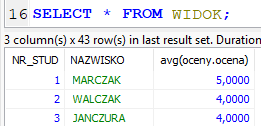 16 SELECT * FROM WIDOK;
3 column(s) x 43 row(s) in last result set. Duration
NR_STUD NAZWISKO avg(oceny.ocena)
1 MARCZAK 5,0000
2 WALCZAK 4,0000
3 JANCZURA 4,0000